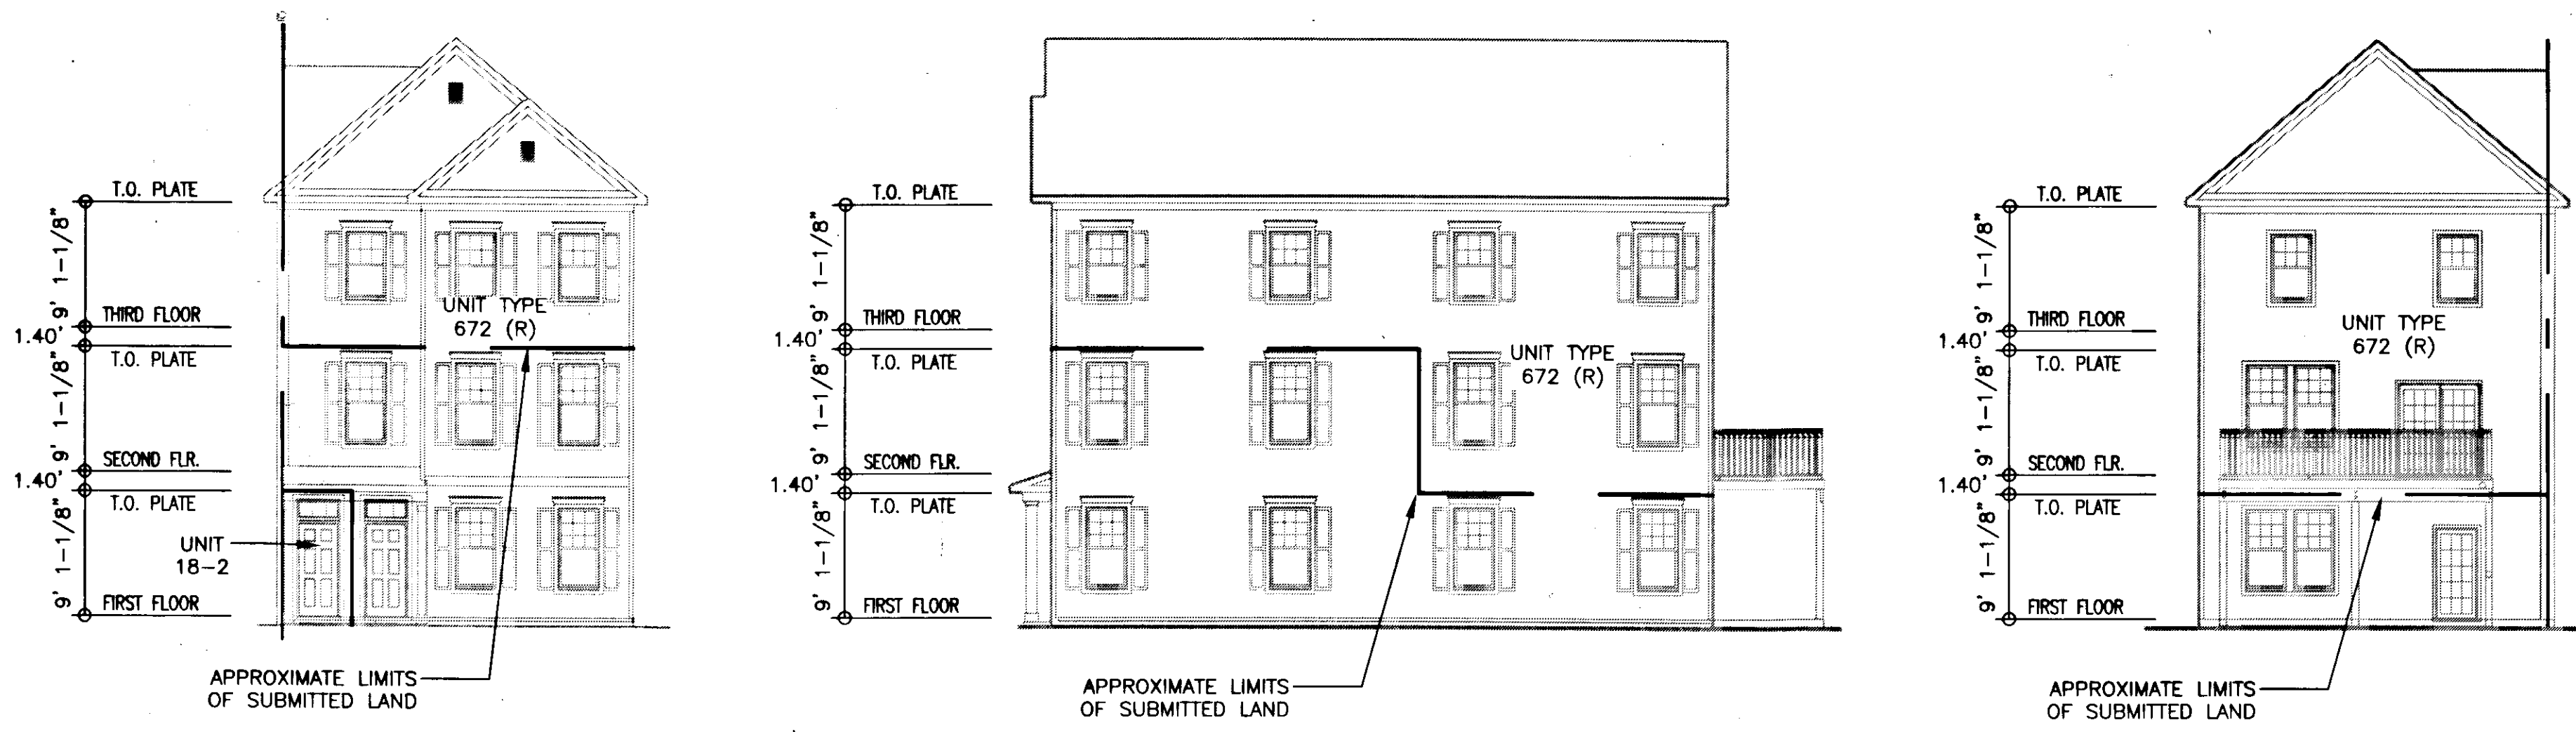 T.O. PLATE
9' 1-1/8"
THIRD FLOOR
1.40'
T.O. PLATE
9' 1-1/8"
SECOND FLR.
1.40'
T.O. PLATE
9' 1-1/8"
FIRST FLOOR
UNIT TYPE
672 (R)
UNIT
18-2
APPROXIMATE LIMITS
OF SUBMITTED LAND
T.O. PLATE
9' 1-1/8"
THIRD FLOOR
1.40'
T.O. PLATE
9' 1-1/8"
SECOND FLR.
1.40'
T.O. PLATE
9' 1-1/8"
FIRST FLOOR
UNIT TYPE
672 (R)
APPROXIMATE LIMITS
OF SUBMITTED LAND
T.O. PLATE
9' 1-1/8"
THIRD FLOOR
1.40'
T.O. PLATE
9' 1-1/8"
SECOND FLR.
1.40'
T.O. PLATE
9' 1-1/8"
FIRST FLOOR
UNIT TYPE
672 (R)
APPROXIMATE LIMITS
OF SUBMITTED LAND